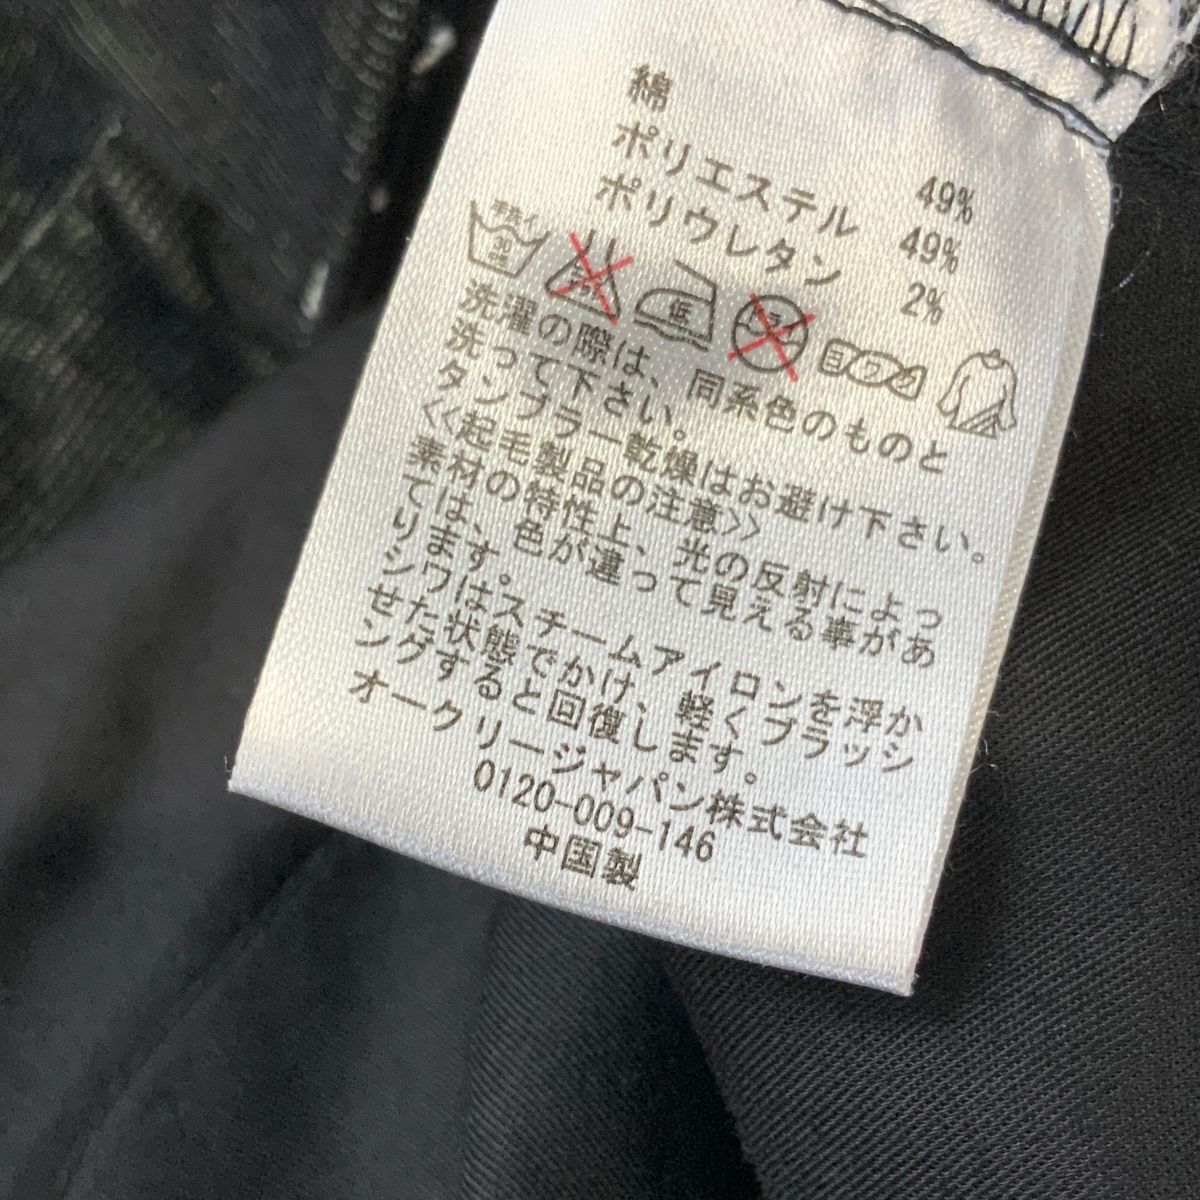 綿 49%
ポリエステル 49%
ポリウレタン 2%
手洗イ 30 低
洗濯の際は、同系色のものと
洗って下さい。
タンブラー乾燥はお避け下さい。
<<起毛製品の注意>>
素材の特性上、光の反射によっ
ては、色が違って見える事があ
ります。
シワはスチームアイロンを浮か
せた状態でかけ、軽くブラッシ
ングすると回復します。
オークリージャパン株式会社
0120-009-146
中国製